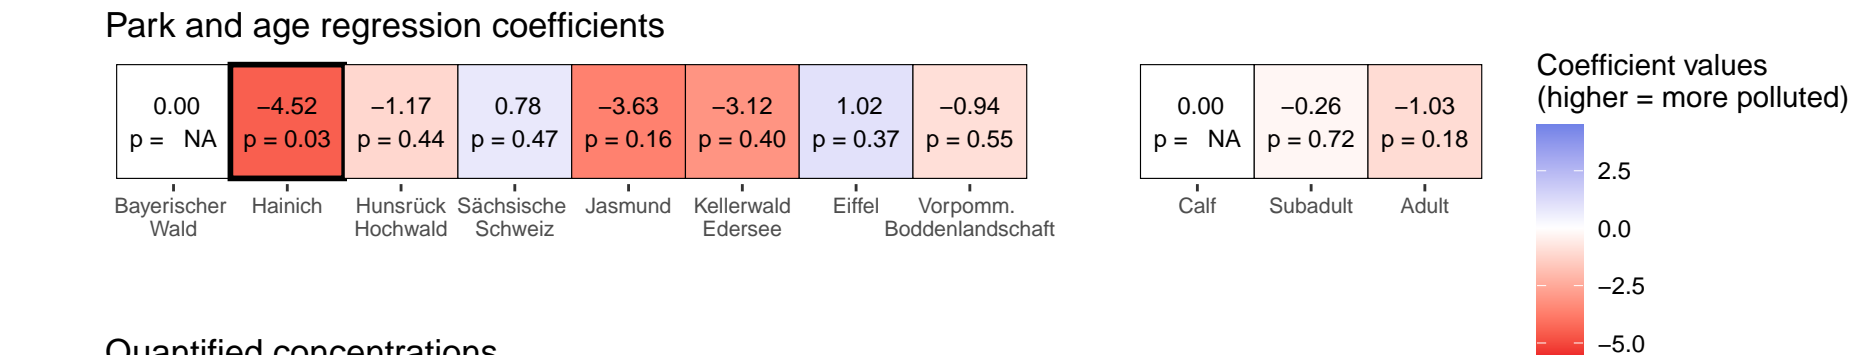 Park and age regression coefficients
0.00 −4.52 −1.17 0.78 −3.63 −3.12 1.02 −0.94
p = NA p = 0.03 p = 0.44 p = 0.47 p = 0.16 p = 0.40 p = 0.37 p = 0.55
Bayerischer Hainich Hunsrück Sächsische Jasmund Kellerwald Eiffel Vorpomm.
Wald Hochwald Schweiz Edersee Boddenlandschaft
0.00 −0.26 −1.03
p = NA p = 0.72 p = 0.18
Calf Subadult Adult
Coefficient values
(higher = more polluted)
2.5
0.0
−2.5
−5.0
Quantified concentrations